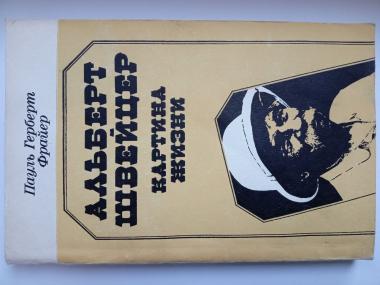 Пауль Герберт
Фрайер
АЛЬБЕРТ
ШВЕЙЦЕР
КАРТИНА
ЖИЗНИ